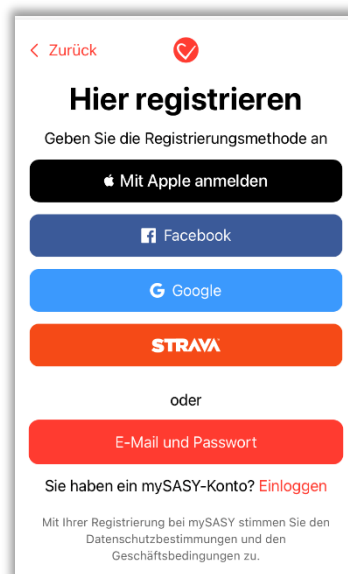 Zurück
Hier registrieren
Geben Sie die Registrierungsmethode an
Mit Apple anmelden
Facebook
Google
STRAVA
oder
E-Mail und Passwort
Sie haben ein mySASY-Konto? Einloggen
Mit Ihrer Registrierung bei mySASY stimmen Sie den
Datenschutzbestimmungen und den
Geschäftsbedingungen zu.